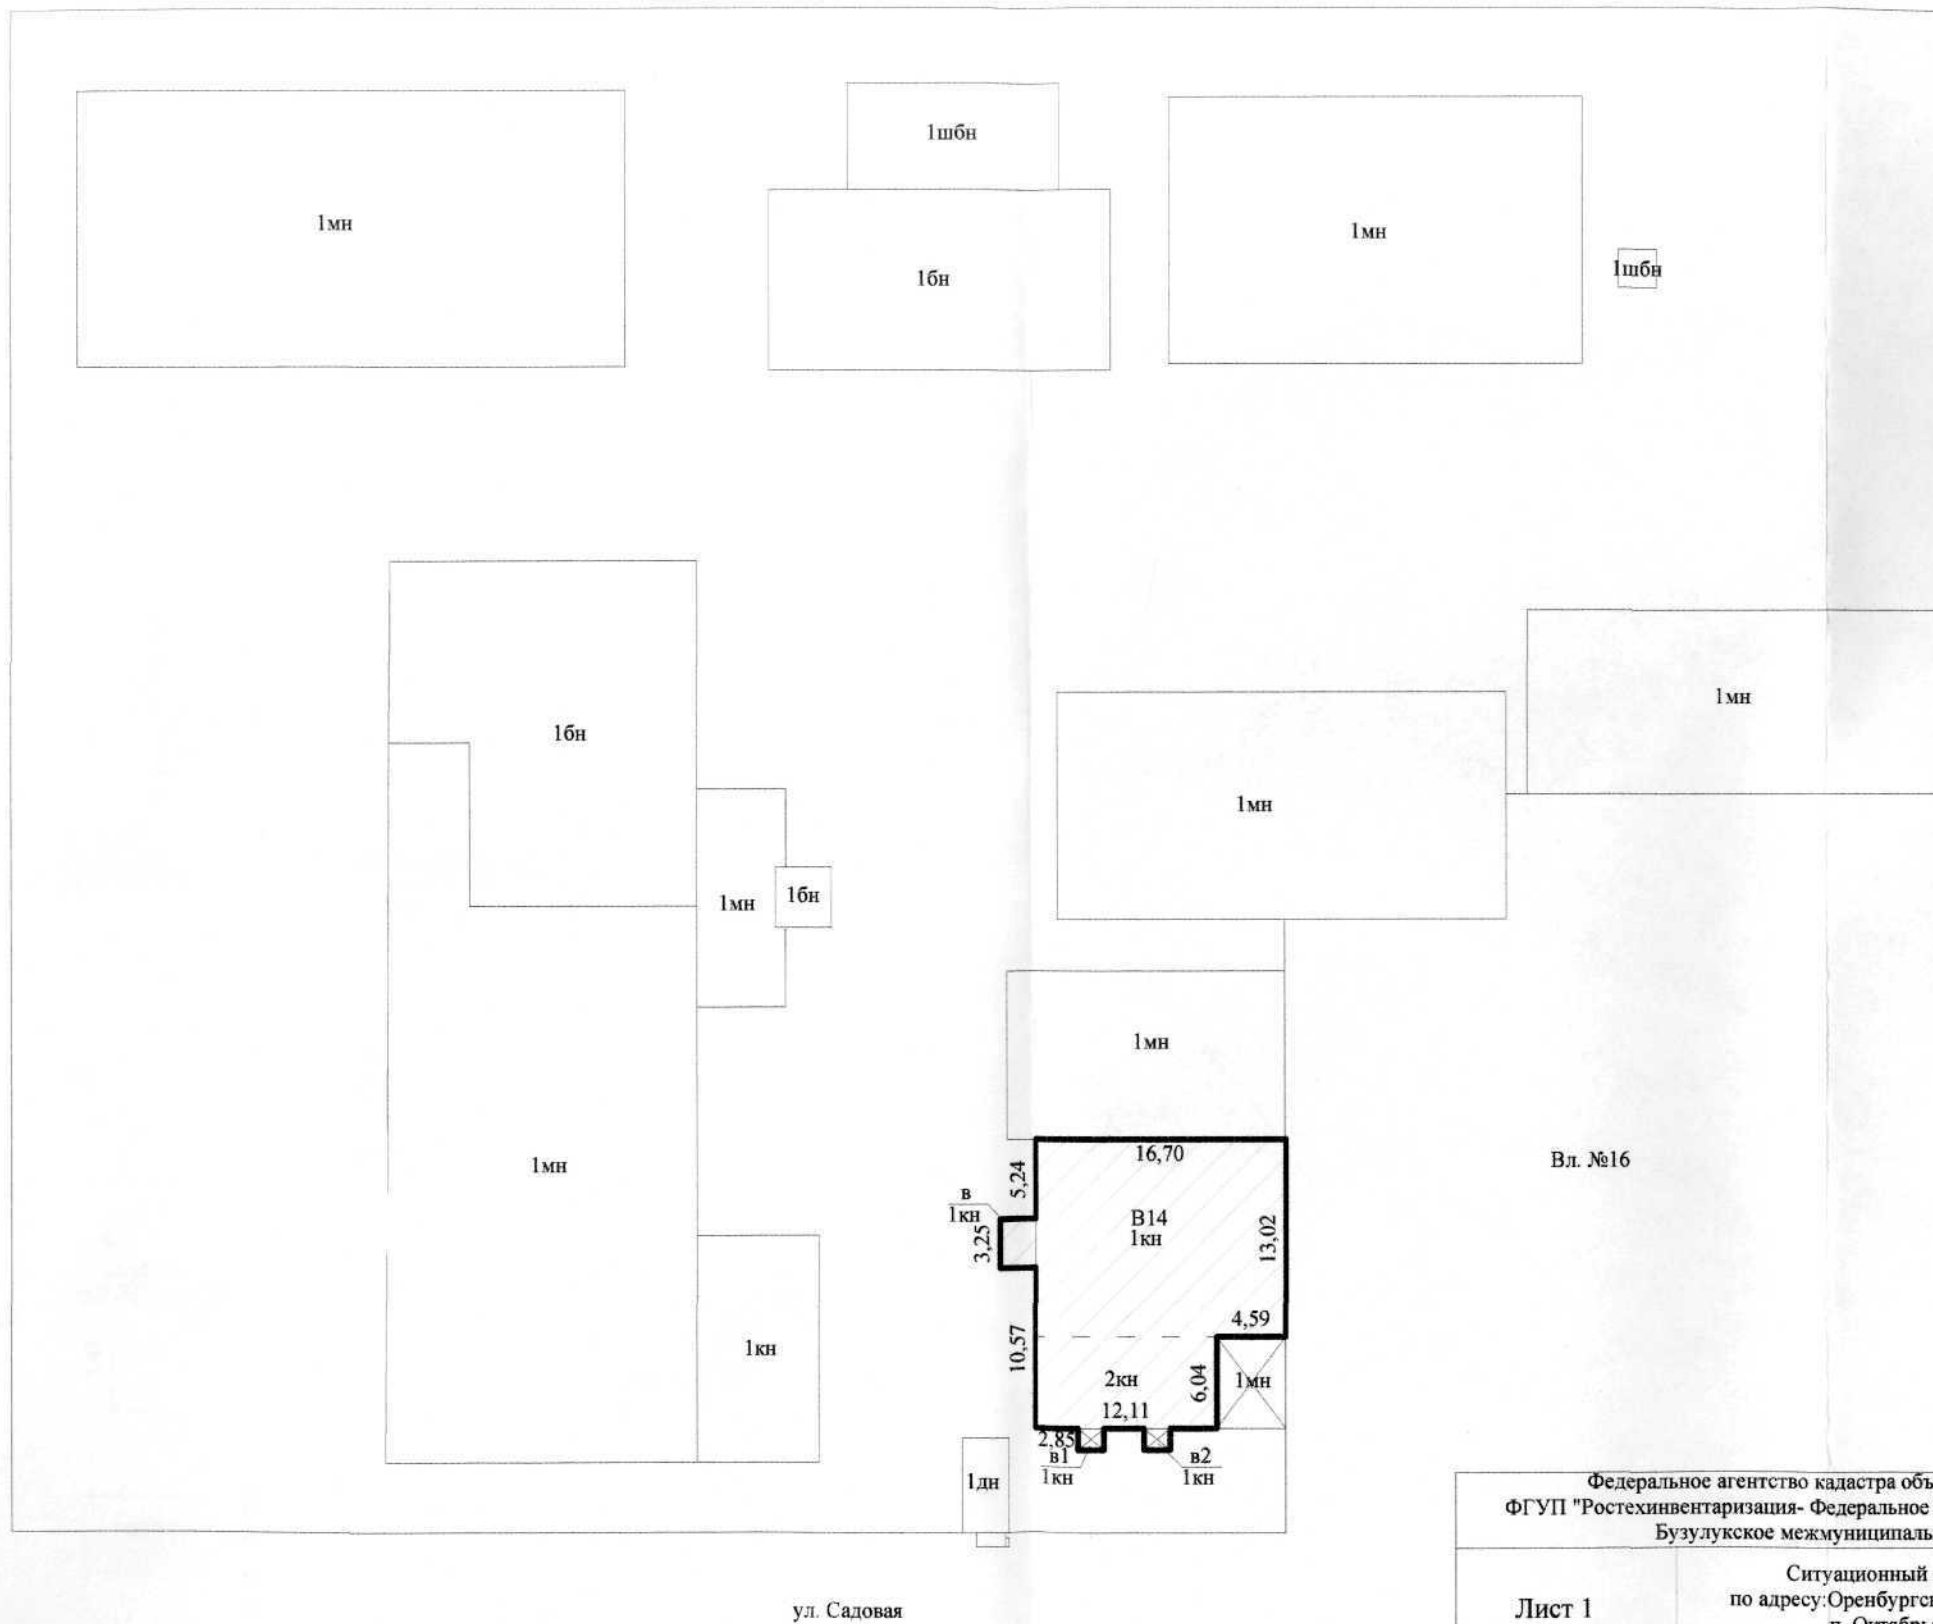 1шбн
1мн
1мн
1бн
1шбн
1мн
1бн
1мн
1мн
1бн
1мн
Вл. №16
16,70
1мн
5,24
в
1кн
В14
1кн
3,25
13,02
4,59
10,57
1кн
2кн
6,04
1мн
12,11
2,85
в1
1кн
в2
1кн
1дн
Федеральное агентство кадастра объ
ФГУП "Ростехинвентаризация- Федеральное
Бузулукское межмуниципаль
Ситуационный
Лист 1
по адресу:Оренбургс
ул. Садовая